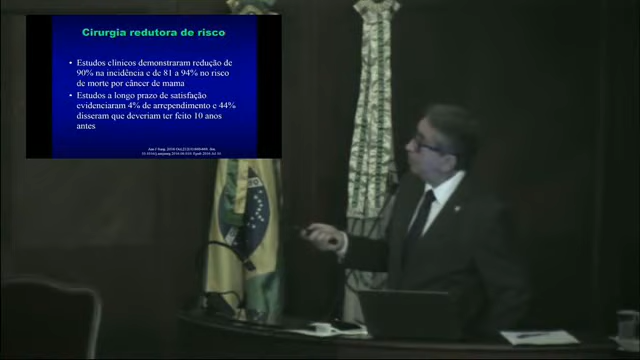 Cirurgia redutora de risco
• Estudos clínicos demonstraram redução de
90% na incidência e de 81 a 94% no risco
de morte por câncer de mama
• Estudos a longo prazo de satisfação
evidenciaram 4% de arrependimento e 44%
disseram que deveriam ter feito 10 anos
antes